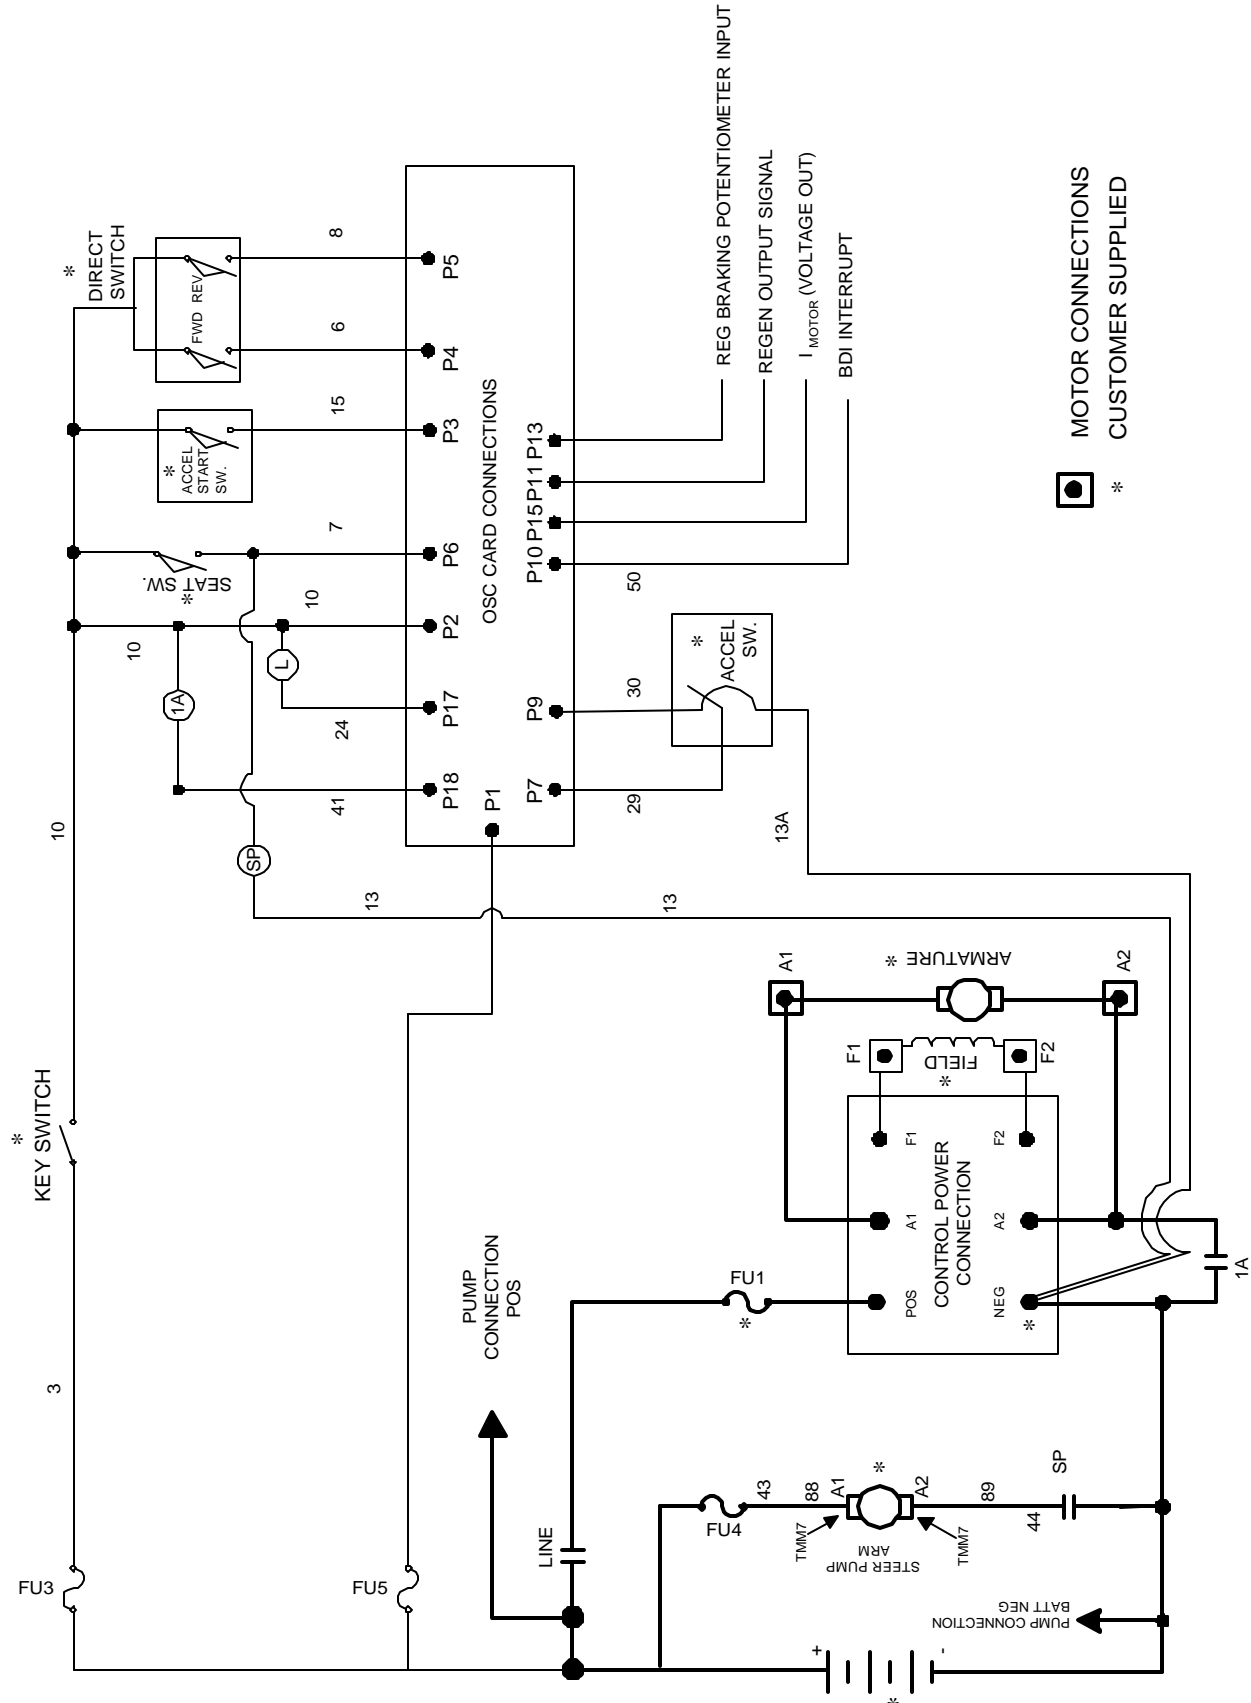 *
DIRECT
SWITCH
FWD REV
8
6
*
ACCEL
START
SW.
15
SEAT SW.
*
7
10
10
1A
L
24
41
SP
10
13
13
P5
P4
P3
P6
P2
P17
P18
P1
OSC CARD CONNECTIONS
P13
P11
P15
P10
P9
P7
REG BRAKING POTENTIOMETER INPUT
REGEN OUTPUT SIGNAL
I MOTOR (VOLTAGE OUT)
BDI INTERRUPT
50
30
29
*
ACCEL
SW.
13A
MOTOR CONNECTIONS
*
CUSTOMER SUPPLIED
*
KEY SWITCH
3
FU3
FU5
PUMP
CONNECTION
POS
LINE
FU1
*
A1
ARMATURE *
A2
F1
FIELD
*
F2
F1
F2
A1
A2
CONTROL POWER
CONNECTION
POS
NEG
*
1A
FU4
43
88
A1
*
A2
TMM7
TMM7
STEER PUMP
ARM
89
44
SP
PUMP CONNECTION
BATT NEG
+
-
*